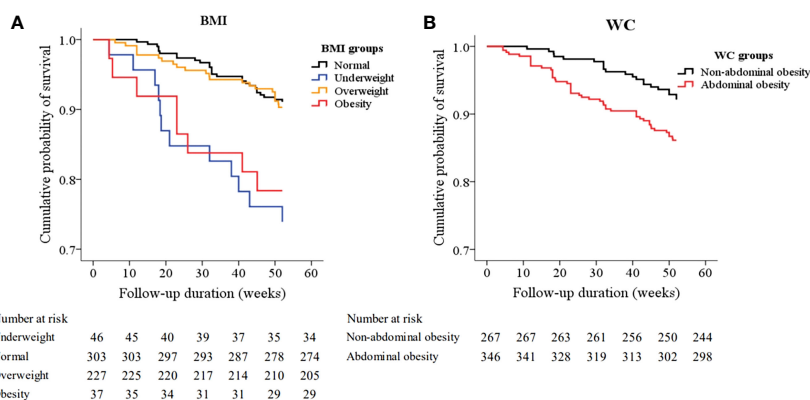 A
BMI
BMI groups
Normal
Underweight
Overweight
Obesity
Cumulative probability of survival
1.0
0.9
0.8
0.7
0 10 20 30 40 50 60
Follow-up duration (weeks)
umber at risk
nderweight 46 45 40 39 37 35 34
ormal 303 303 297 293 287 278 274
verweight 227 225 220 217 214 210 205
besity 37 35 34 31 31 29 29
B
WC
WC groups
Non-abdominal obesity
Abdominal obesity
Cumulative probability of survival
1.0
0.9
0.8
0.7
0 10 20 30 40 50 60
Follow-up duration (weeks)
Number at risk
Non-abdominal obesity 267 267 263 261 256 250 244
Abdominal obesity 346 341 328 319 313 302 298